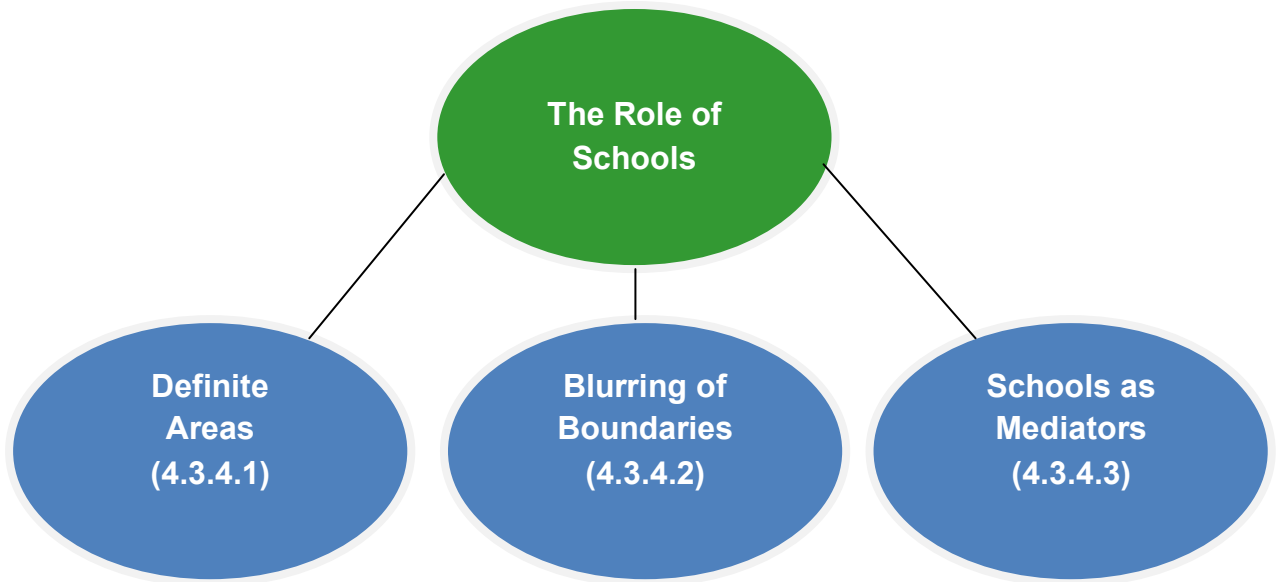 The Role of
Schools
Definite
Areas
(4.3.4.1)
Blurring of
Boundaries
(4.3.4.2)
Schools as
Mediators
(4.3.4.3)